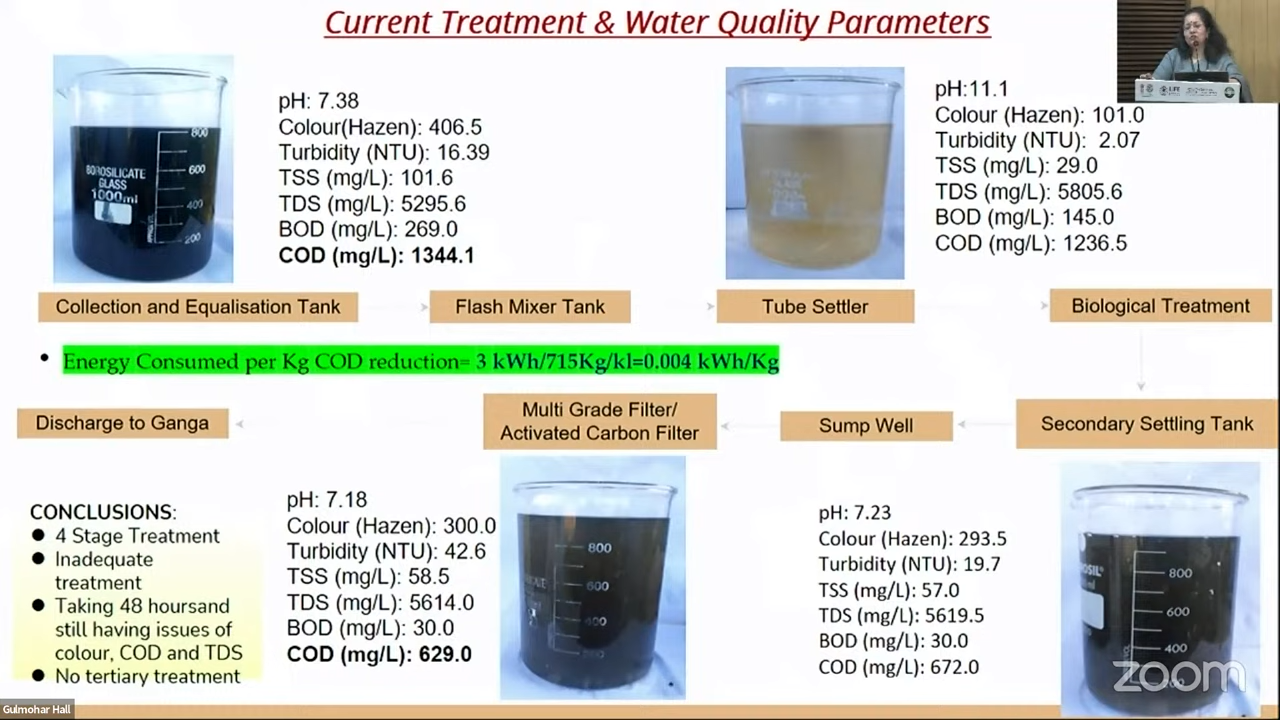 Current Treatment & Water Quality Parameters
BOROSILICATE
GLASS
1000ml
800
600
400
200
pH: 7.38
Colour(Hazen): 406.5
Turbidity (NTU): 16.39
TSS (mg/L): 101.6
TDS (mg/L): 5295.6
BOD (mg/L): 269.0
COD (mg/L): 1344.1
pH:11.1
Colour (Hazen): 101.0
Turbidity (NTU): 2.07
TSS (mg/L): 29.0
TDS (mg/L): 5805.6
BOD (mg/L): 145.0
COD (mg/L): 1236.5
Collection and Equalisation Tank
Flash Mixer Tank
Tube Settler
Biological Treatment
• Energy Consumed per Kg COD reduction= 3 kWh/715Kg/kl=0.004 kWh/Kg
Discharge to Ganga
Multi Grade Filter/
Activated Carbon Filter
Sump Well
Secondary Settling Tank
CONCLUSIONS:
● 4 Stage Treatment
● Inadequate
treatment
● Taking 48 hoursand
still having issues of
colour, COD and TDS
● No tertiary treatment
pH: 7.18
Colour (Hazen): 300.0
Turbidity (NTU): 42.6
TSS (mg/L): 58.5
TDS (mg/L): 5614.0
BOD (mg/L): 30.0
COD (mg/L): 629.0
800
600
400
pH: 7.23
Colour (Hazen): 293.5
Turbidity (NTU): 19.7
TSS (mg/L): 57.0
TDS (mg/L): 5619.5
BOD (mg/L): 30.0
COD (mg/L): 672.0
800
600
400
zoom
Gulmohar Hall